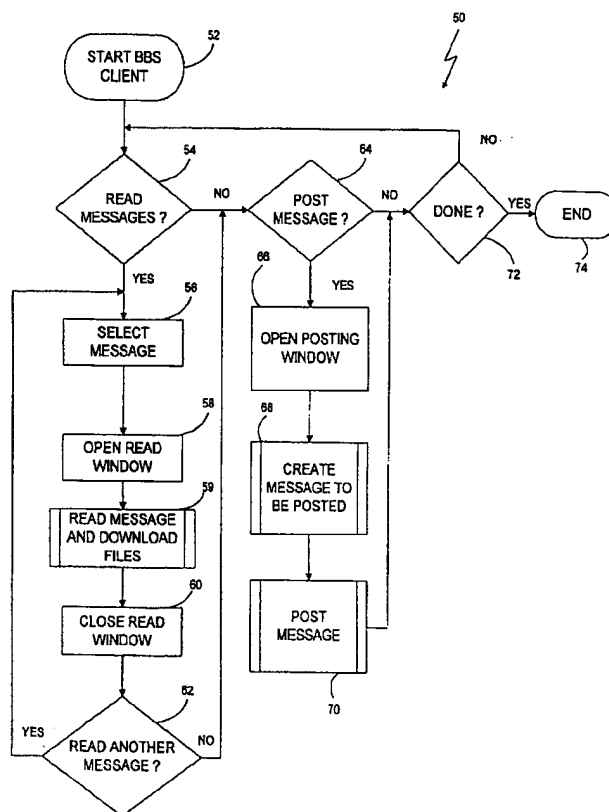 50
52
START BBS
CLIENT
NO
54
64
READ
MESSAGES ?
NO
POST
MESSAGE ?
NO
DONE ?
YES
END
72
74
YES
56
SELECT
MESSAGE
66
YES
OPEN POSTING
WINDOW
58
OPEN READ
WINDOW
68
CREATE
MESSAGE TO
BE POSTED
59
READ MESSAGE
AND DOWNLOAD
FILES
60
CLOSE READ
WINDOW
POST
MESSAGE
70
62
YES
READ ANOTHER
MESSAGE ?
NO